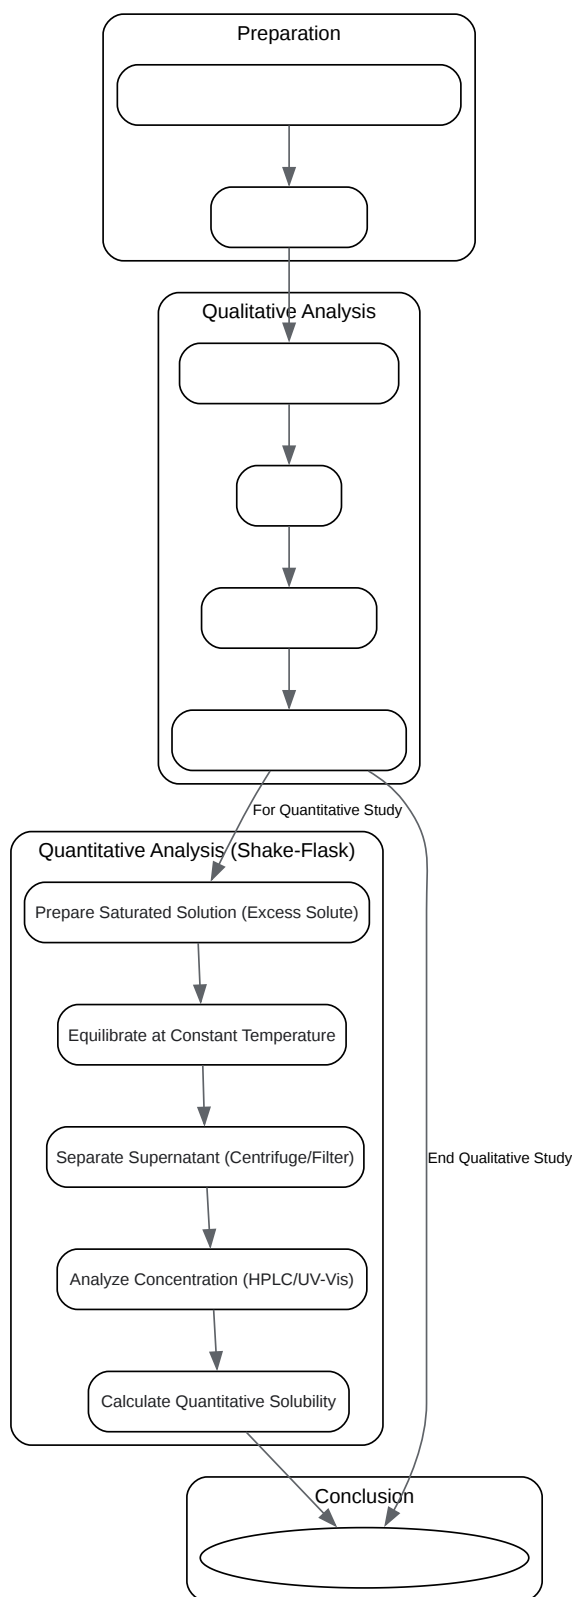 Preparation
Qualitative Analysis
For Quantitative Study
Quantitative Analysis (Shake-Flask)
Prepare Saturated Solution (Excess Solute)
Equilibrate at Constant Temperature
Separate Supernatant (Centrifuge/Filter)
End Qualitative Study
Analyze Concentration (HPLC/UV-Vis)
Calculate Quantitative Solubility
Conclusion